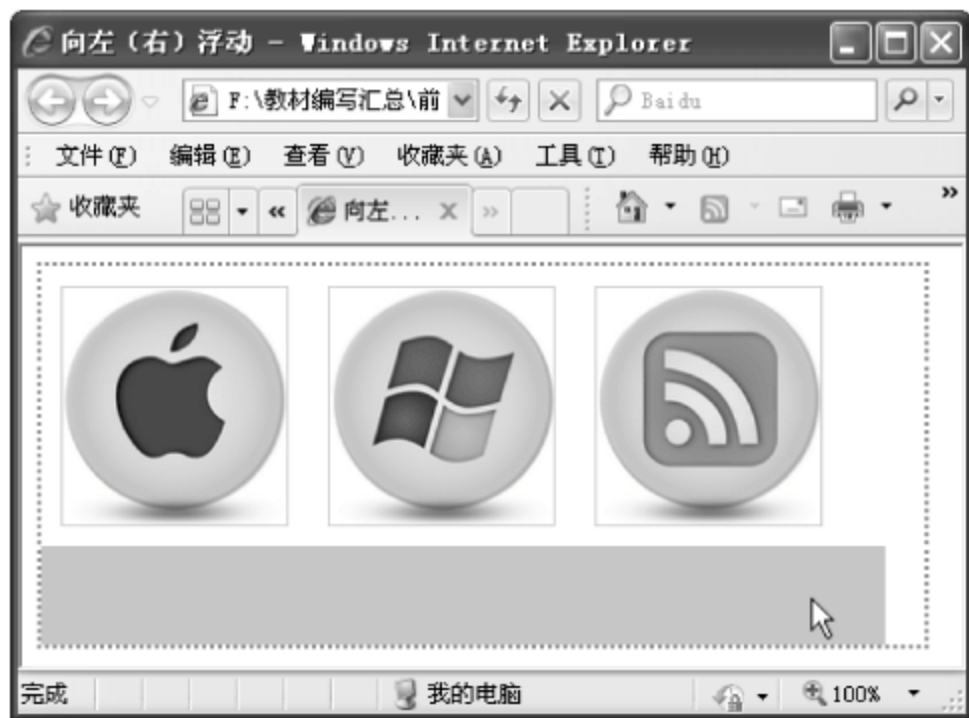 向左（右）浮动 - Windows Internet Explorer
F:\教材编写汇总\前
Baidu
文件(F) 编辑(E) 查看(V) 收藏夹(A) 工具(T) 帮助(H)
收藏夹
向左...
完成
我的电脑
100%